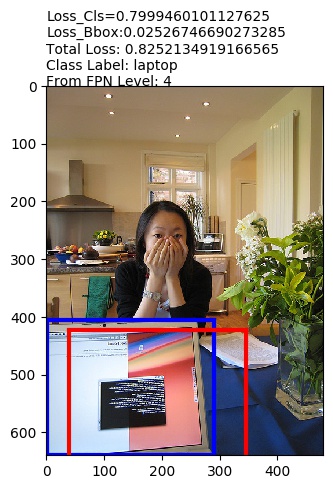 Loss_Cls=0.7999460101127625
Loss_Bbox:0.02526746690273285
Total Loss: 0.8252134919166565
Class Label: laptop
From FPN Level: 4
0
100
200
300
400
500
600
0
100
200
300
400